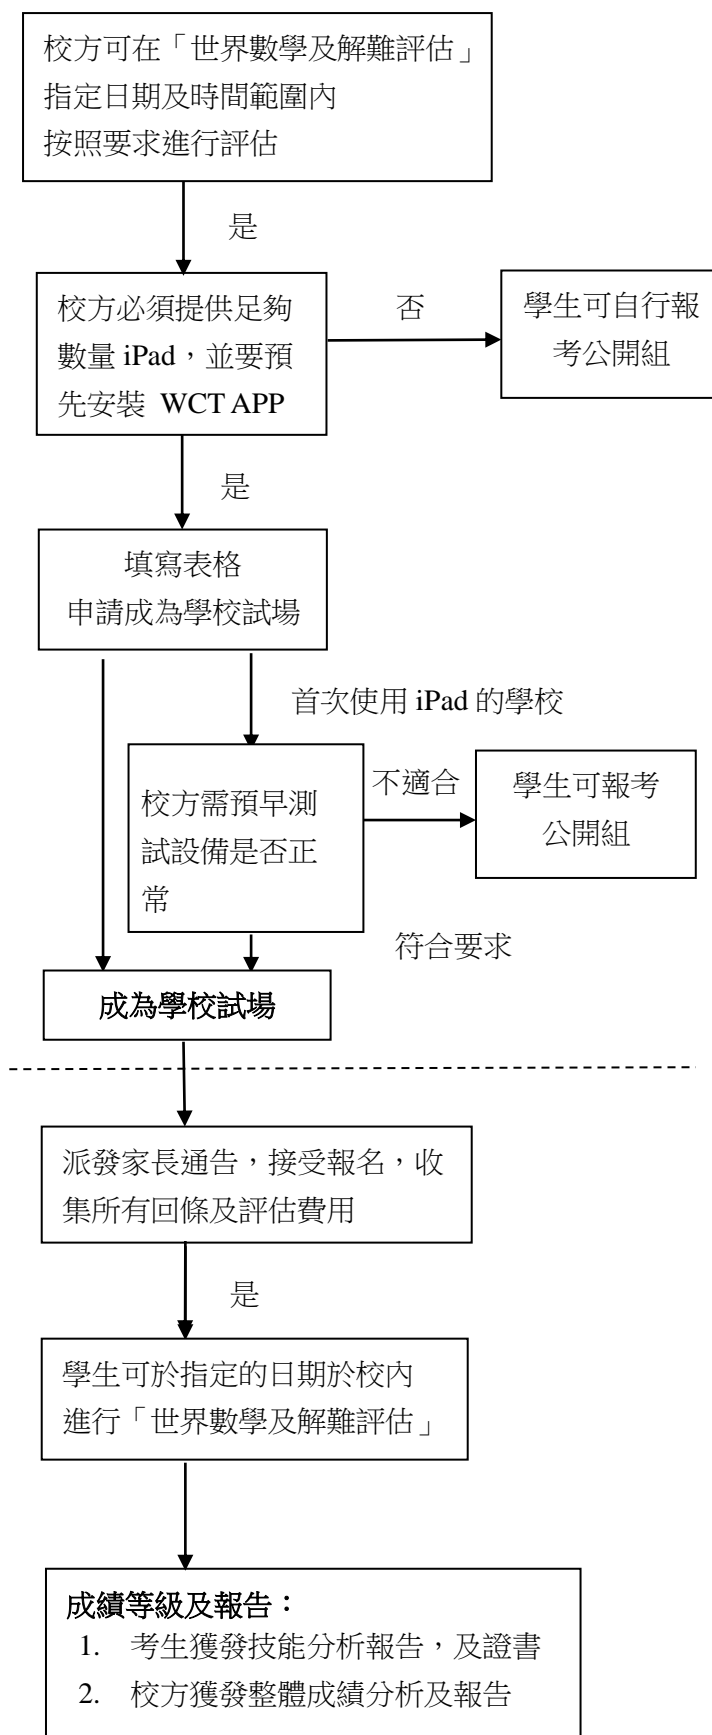 校方可在「世界數學及解難評估」
指定日期及時間範圍內
按照要求進行評估
是
校方必須提供足夠
數量 iPad，並要預
先安裝 WCT APP
否
學生可自行報
考公開組
是
填寫表格
申請成為學校試場
首次使用 iPad 的學校
校方需預早測
試設備是否正
常
不適合
學生可報考
公開組
符合要求
成為學校試場
派發家長通告，接受報名，收
集所有回條及評估費用
是
學生可於指定的日期於校內
進行「世界數學及解難評估」
成績等級及報告：
1. 考生獲發技能分析報告，及證書
2. 校方獲發整體成績分析及報告